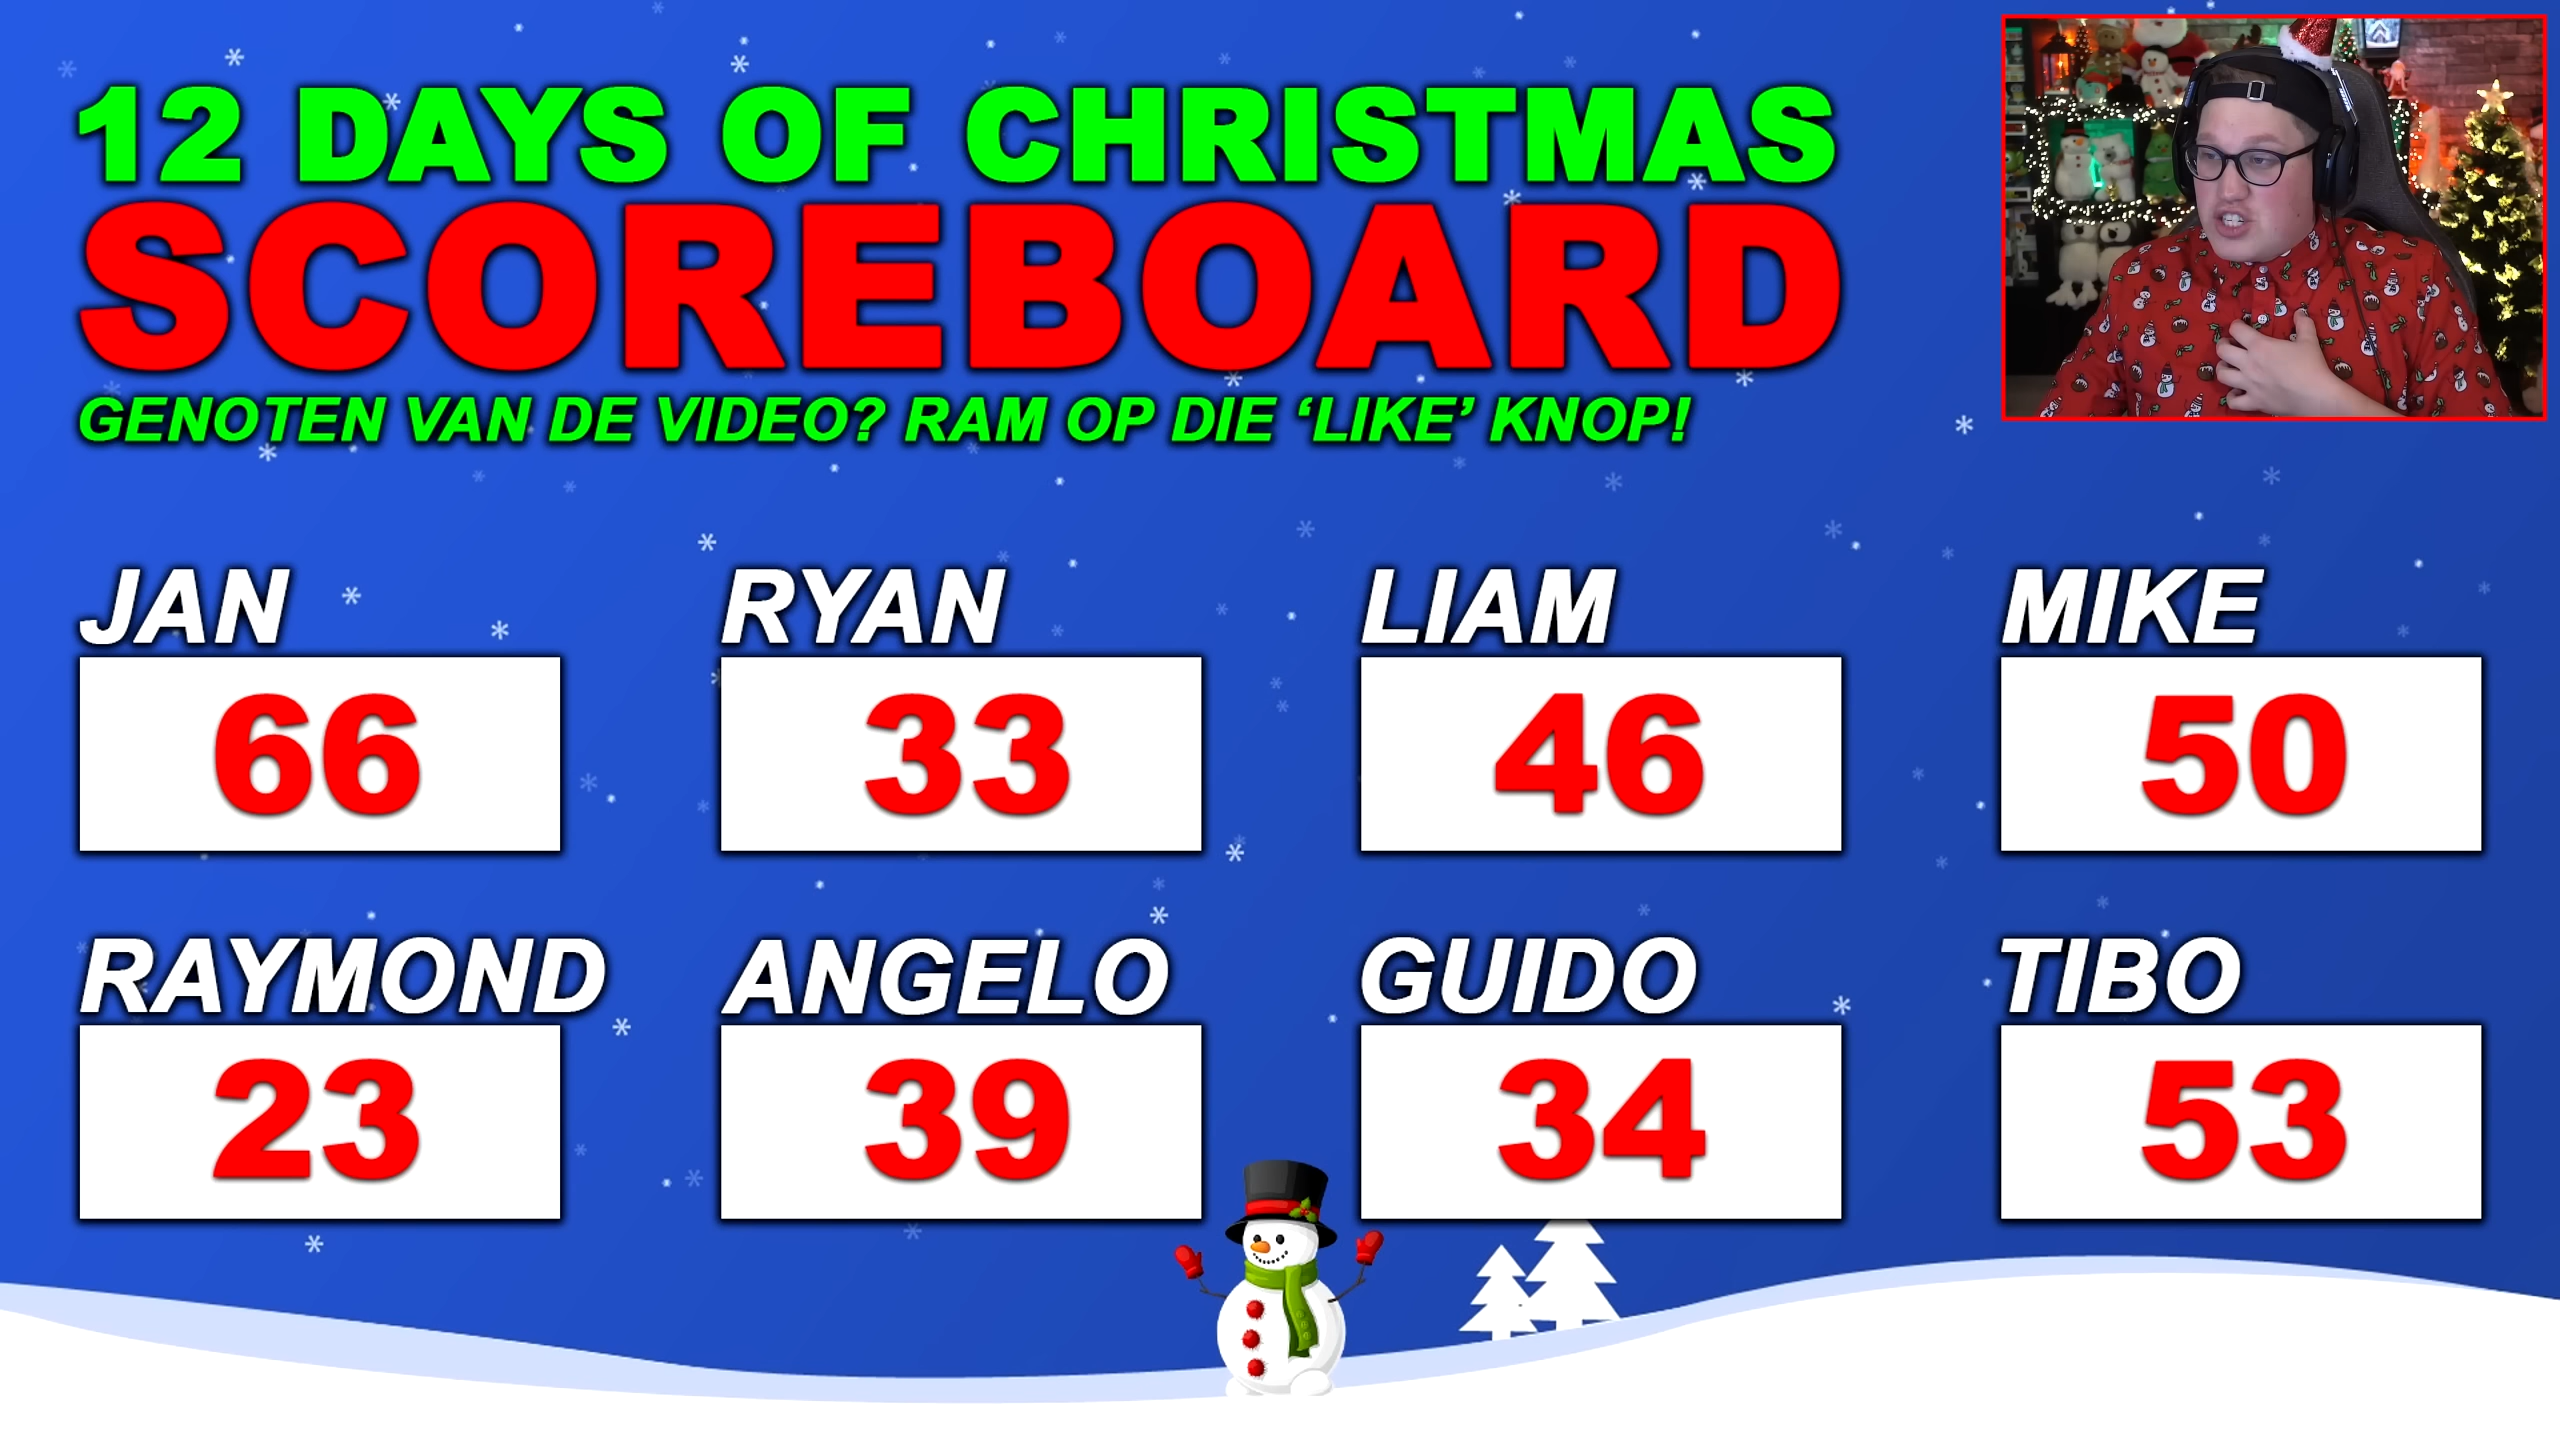 12 DAYS OF CHRISTMAS
SCOREBOARD
GENOTEN VAN DE VIDEO? RAM OP DIE ‘LIKE’ KNOP!
JAN
66
RYAN
33
LIAM
46
MIKE
50
RAYMOND
23
ANGELO
39
GUIDO
34
TIBO
53